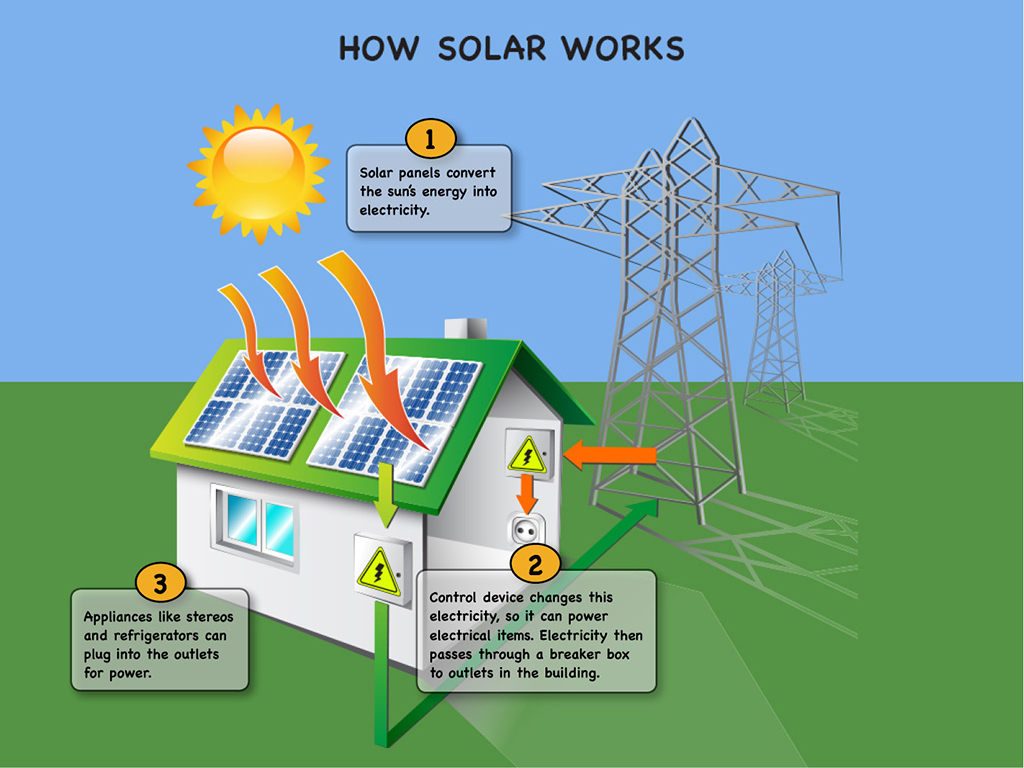 HOW SOLAR WORKS
1
Solar panels convert
the sun's energy into
electricity.
2
Control device changes this
electricity, so it can power
electrical items. Electricity then
passes through a breaker box
to outlets in the building.
3
Appliances like stereos
and refrigerators can
plug into the outlets
for power.